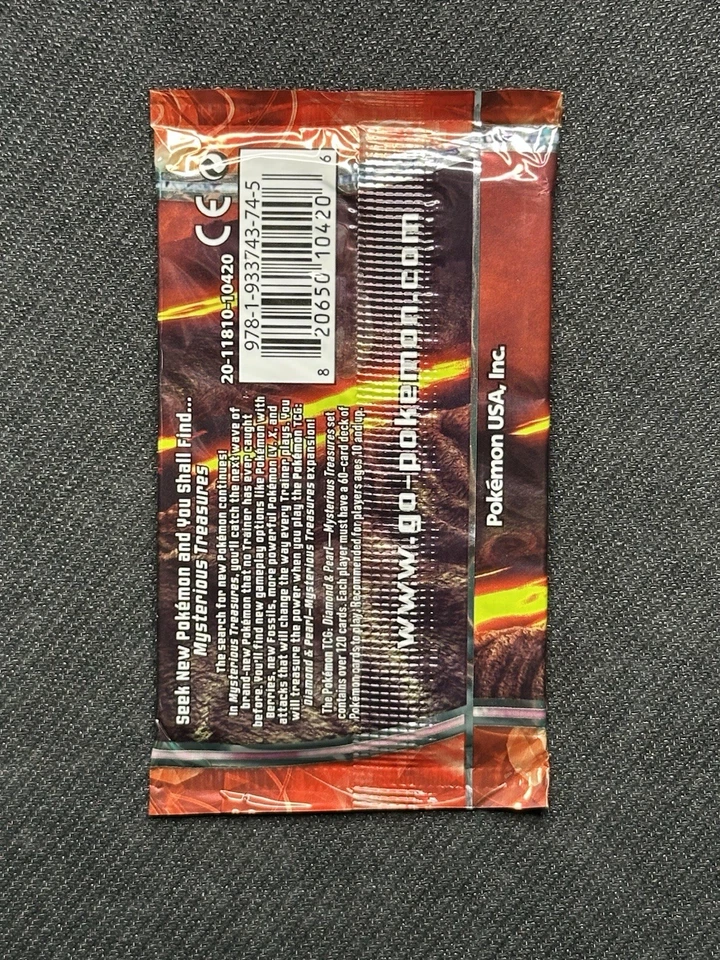 Seek New Pokémon and You Shall Find...
Mysterious Treasures
The search for new Pokémon continues!
In Mysterious Treasures, you'll catch the next wave of
brand-new Pokémon that no Trainer has ever caught
before. You'll find new gameplay options like Pokémon with
Berries, new Fossils, more powerful Pokémon LV. X, and
attacks that will change the way every Trainer plays. You
will treasure the power when you play the Pokémon TCG:
Diamond & Pearl—Mysterious Treasures expansion!
The Pokémon TCG: Diamond & Pearl—Mysterious Treasures set
contains over 120 cards. Each player must have a 60-card deck of
Pokémon cards to play! Recommended for players ages 10 and up.
CE
20-11810-10420
978-1-933743-74-5
8 20650 10420 6
www.go-pokemon.com
Pokémon USA, Inc.